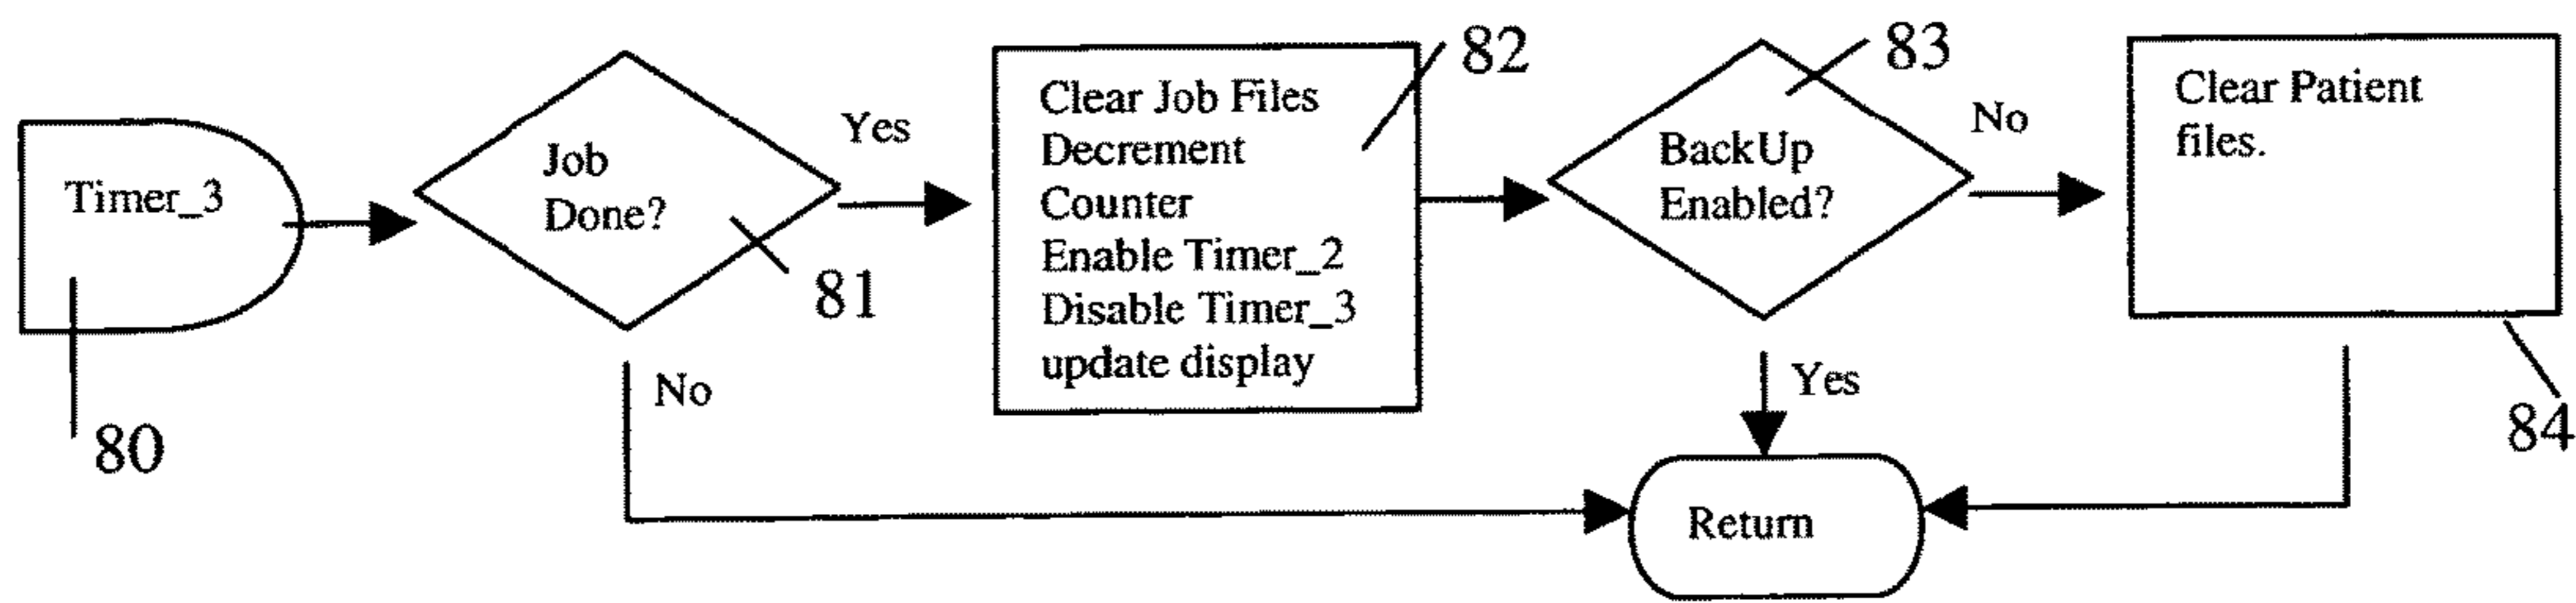 Timer_3
80
Job
Done?
81
Yes
No
Clear Job Files
Decrement
Counter
Enable Timer_2
Disable Timer_3
update display
82
BackUp
Enabled?
83
No
Yes
Clear Patient
files.
84
Return